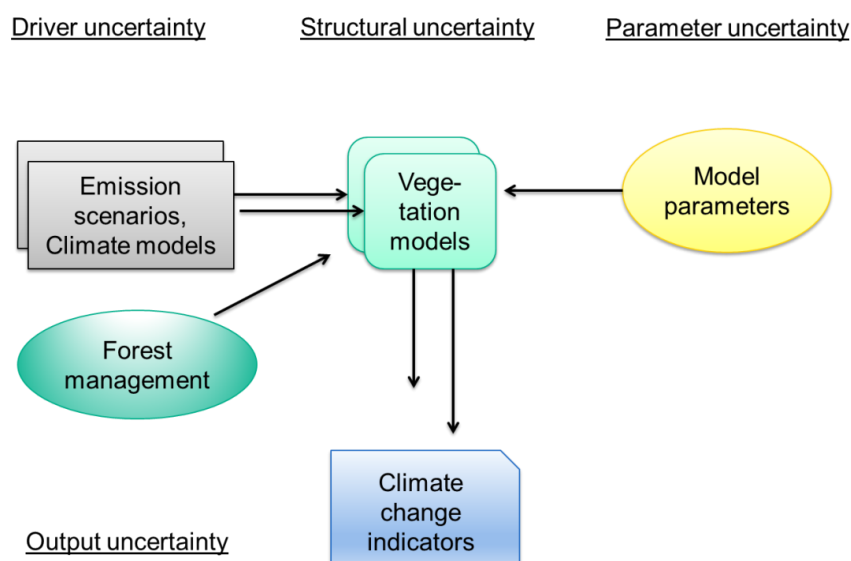 Driver uncertainty
Structural uncertainty
Parameter uncertainty
Emission
scenarios,
Climate models
Vege-
tation
models
Model
parameters
Forest
management
Climate
change
indicators
Output uncertainty